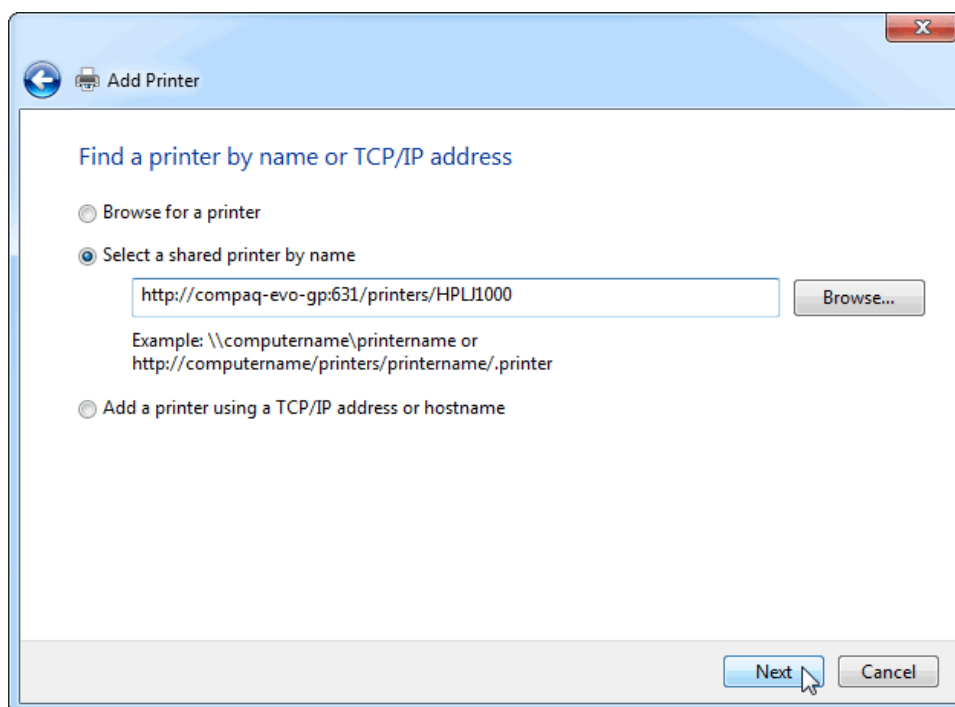 Add Printer
Find a printer by name or TCP/IP address
Browse for a printer
Select a shared printer by name
http://compaq-evo-gp:631/printers/HPLJ1000
Browse...
Example: \\computername\printername or
http://computername/printers/printername/.printer
Add a printer using a TCP/IP address or hostname
Next
Cancel